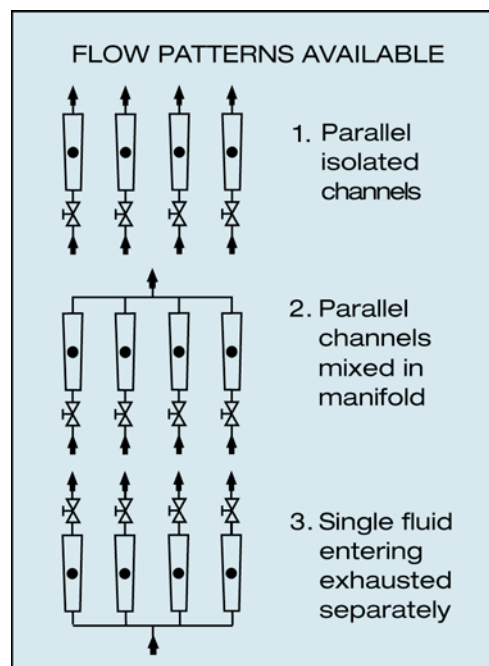 FLOW PATTERNS AVAILABLE
1. Parallel
isolated
channels
2. Parallel
channels
mixed in
manifold
3. Single fluid
entering
exhausted
separately